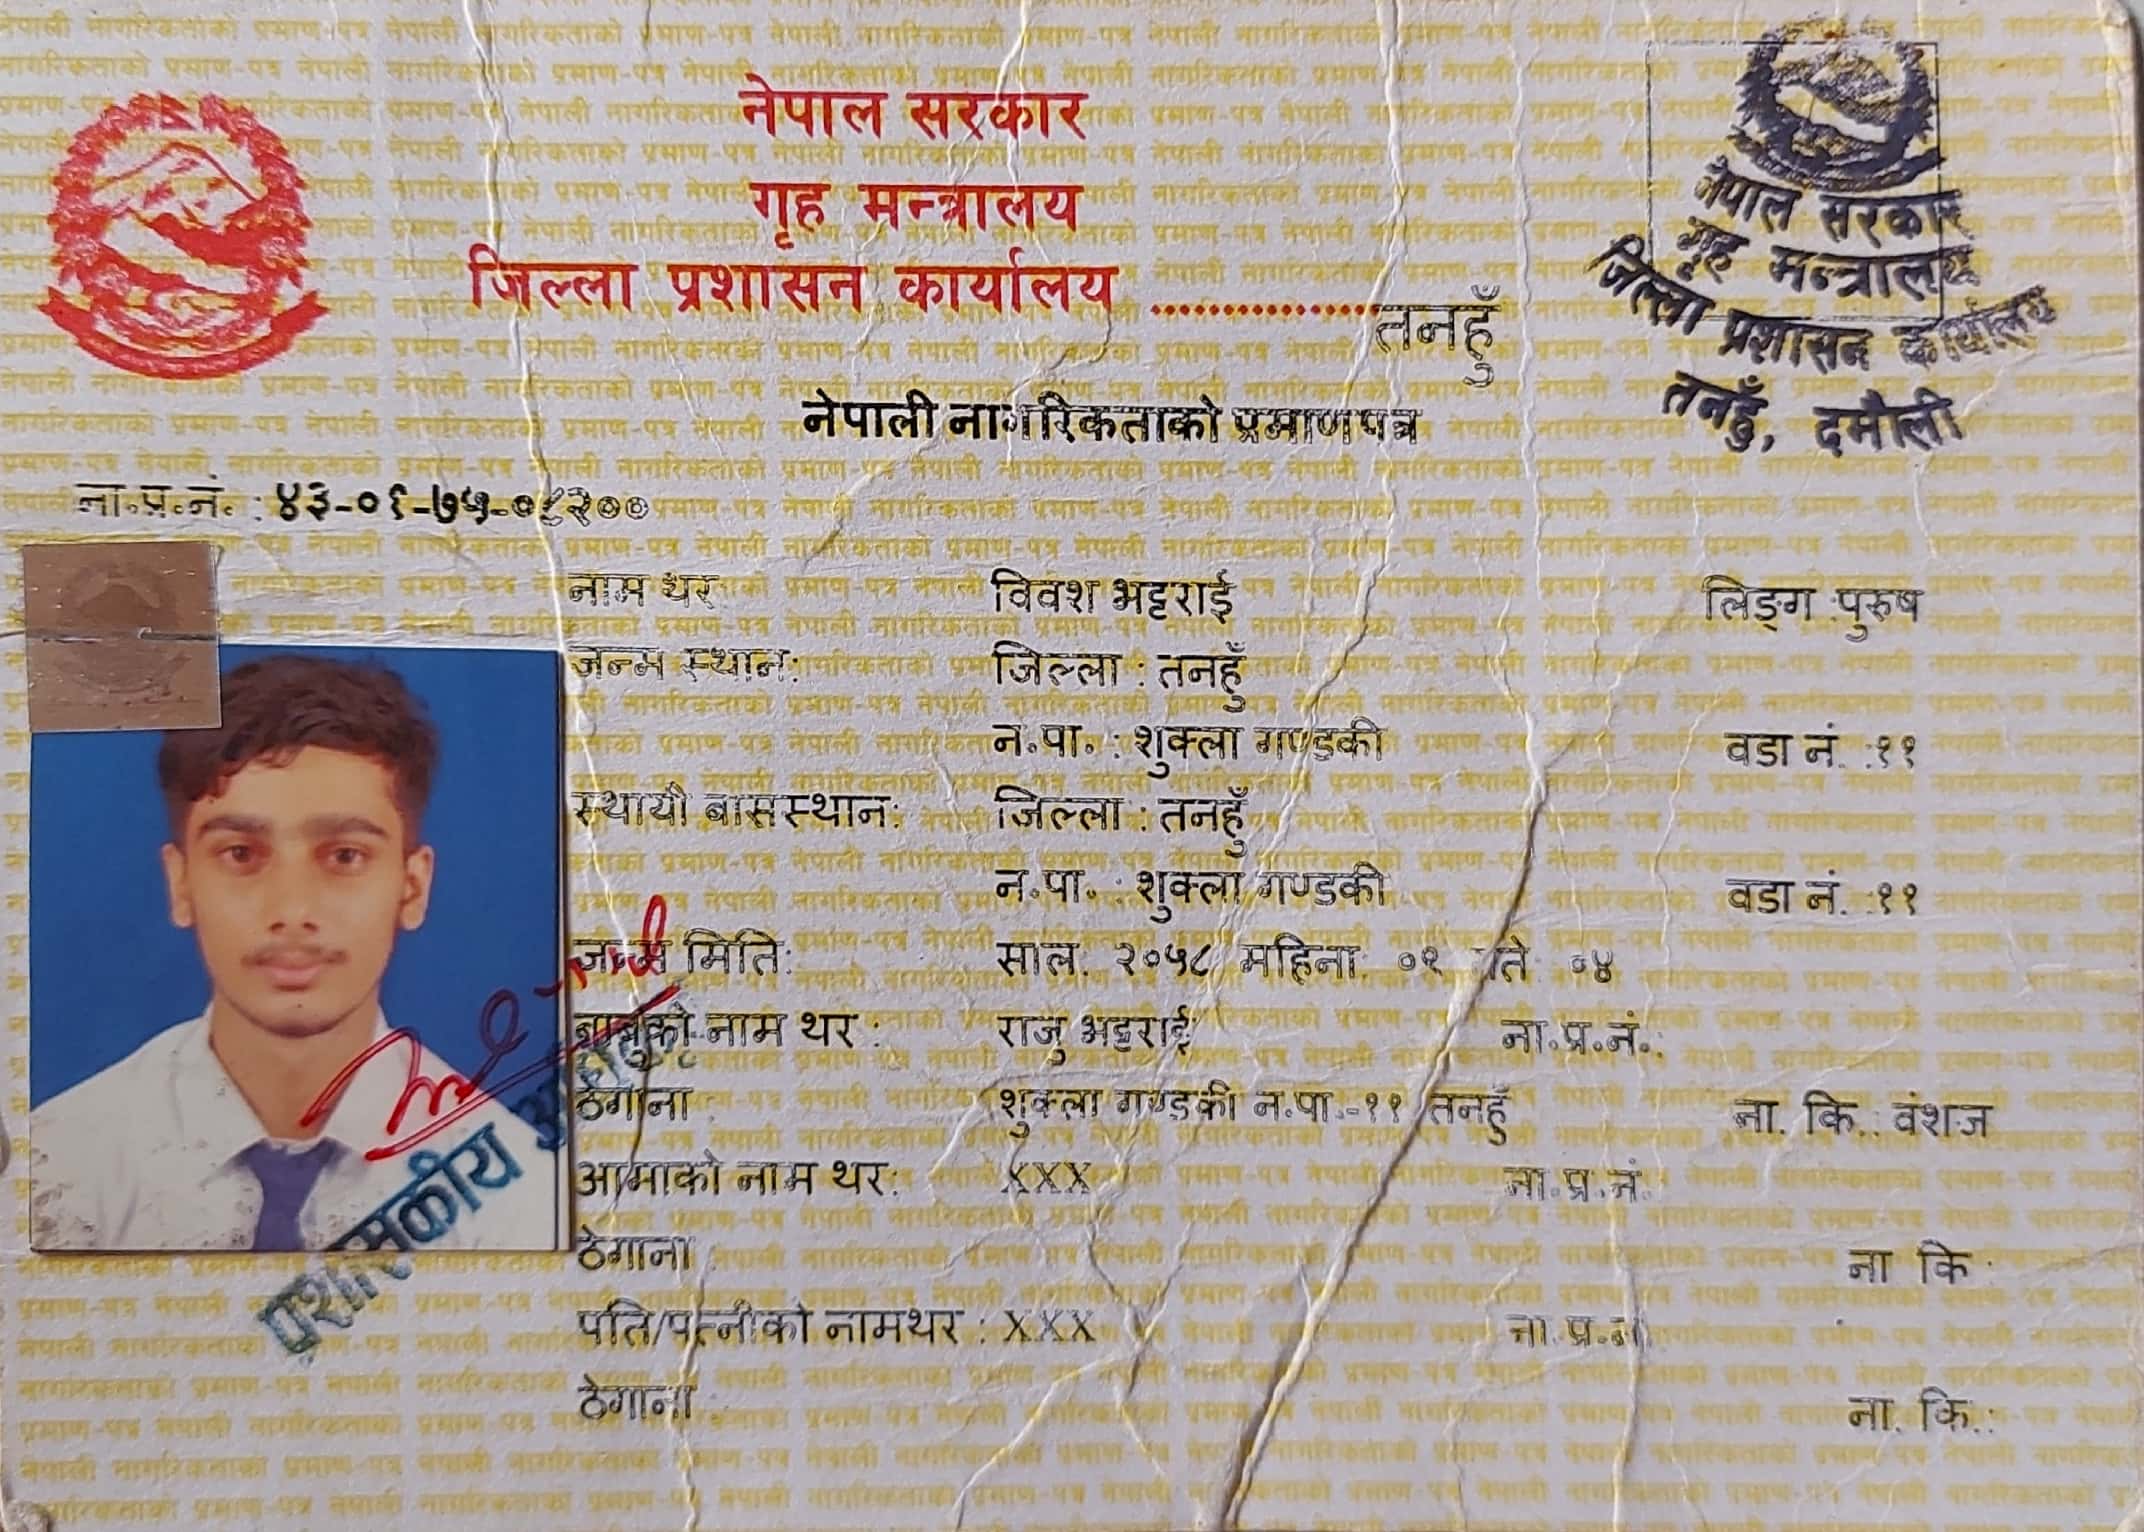 नेपाल सरकार
गृह मन्त्रालय
जिल्ला प्रशासन कार्यालय ................ तनहुँ
नेपाल सरकार
गृह मन्त्रालय
जिल्ला प्रशासन कार्यालय
तनहुँ, दमौली
नेपाली नागरिकताको प्रमाणपत्र
ना.प्र.नं. : ४३-०१-७५-०८२००
नाम थर: विवश भट्टराई लिङ्ग :पुरुष
जन्म स्थान: जिल्ला : तनहुँ
न.पा. : शुक्ला गण्डकी वडा नं. :११
स्थायी बासस्थान: जिल्ला : तनहुँ
न.पा. : शुक्ला गण्डकी वडा नं. :११
जन्म मिति: साल: २०५८ महिना: ०१ गते: ०४
बाबुको नाम थर : राजु भट्टराई ना.प्र.नं.:
ठेगाना : शुक्ला गण्डकी न.पा.-११ तनहुँ ना. कि.: वंशज
आमाको नाम थर: XXX ना.प्र.नं.
ठेगाना : ना. कि.:
पति/पत्नीको नामथर : XXX ना.प्र.नं.
ठेगाना : ना. कि.:
प्रशासकीय